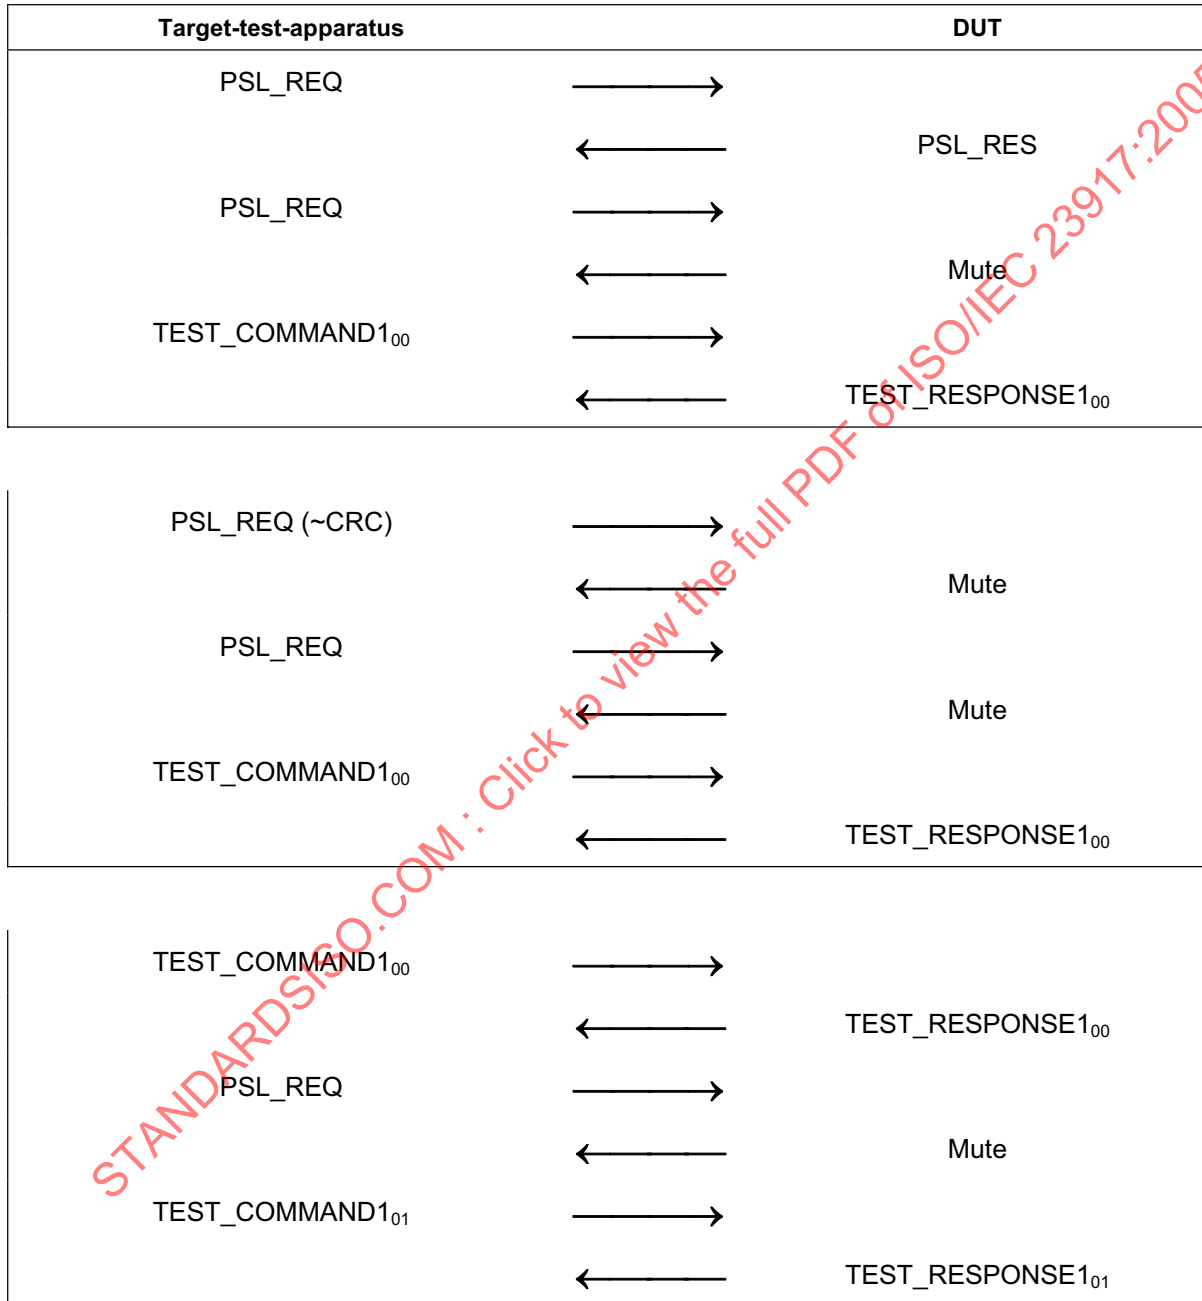 Target-test-apparatus DUT
PSL_REQ
PSL_RES
PSL_REQ
Mute
TEST_COMMAND1₀₀
TEST_RESPONSE1₀₀
PSL_REQ (~CRC)
Mute
PSL_REQ
Mute
TEST_COMMAND1₀₀
TEST_RESPONSE1₀₀
TEST_COMMAND1₀₀
TEST_RESPONSE1₀₀
PSL_REQ
Mute
TEST_COMMAND1₀₁
TEST_RESPONSE1₀₁
STANDARDSISO.COM : Click to view the full PDF of ISO/IEC 23917:2005